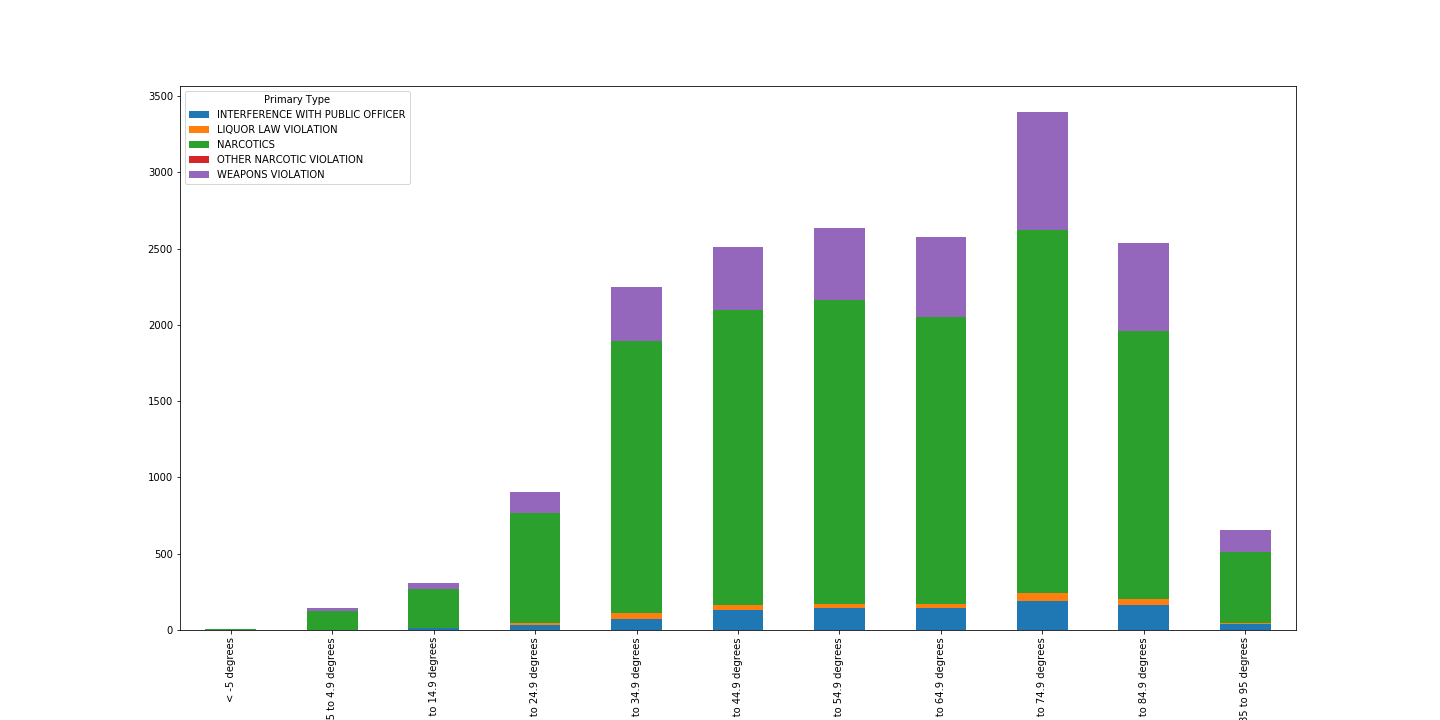 Primary Type
INTERFERENCE WITH PUBLIC OFFICER
LIQUOR LAW VIOLATION
NARCOTICS
OTHER NARCOTIC VIOLATION
WEAPONS VIOLATION
3500
3000
2500
2000
1500
1000
500
0
< -5 degrees
5 to 4.9 degrees
to 14.9 degrees
to 24.9 degrees
to 34.9 degrees
to 44.9 degrees
to 54.9 degrees
to 64.9 degrees
to 74.9 degrees
to 84.9 degrees
to 95 degrees